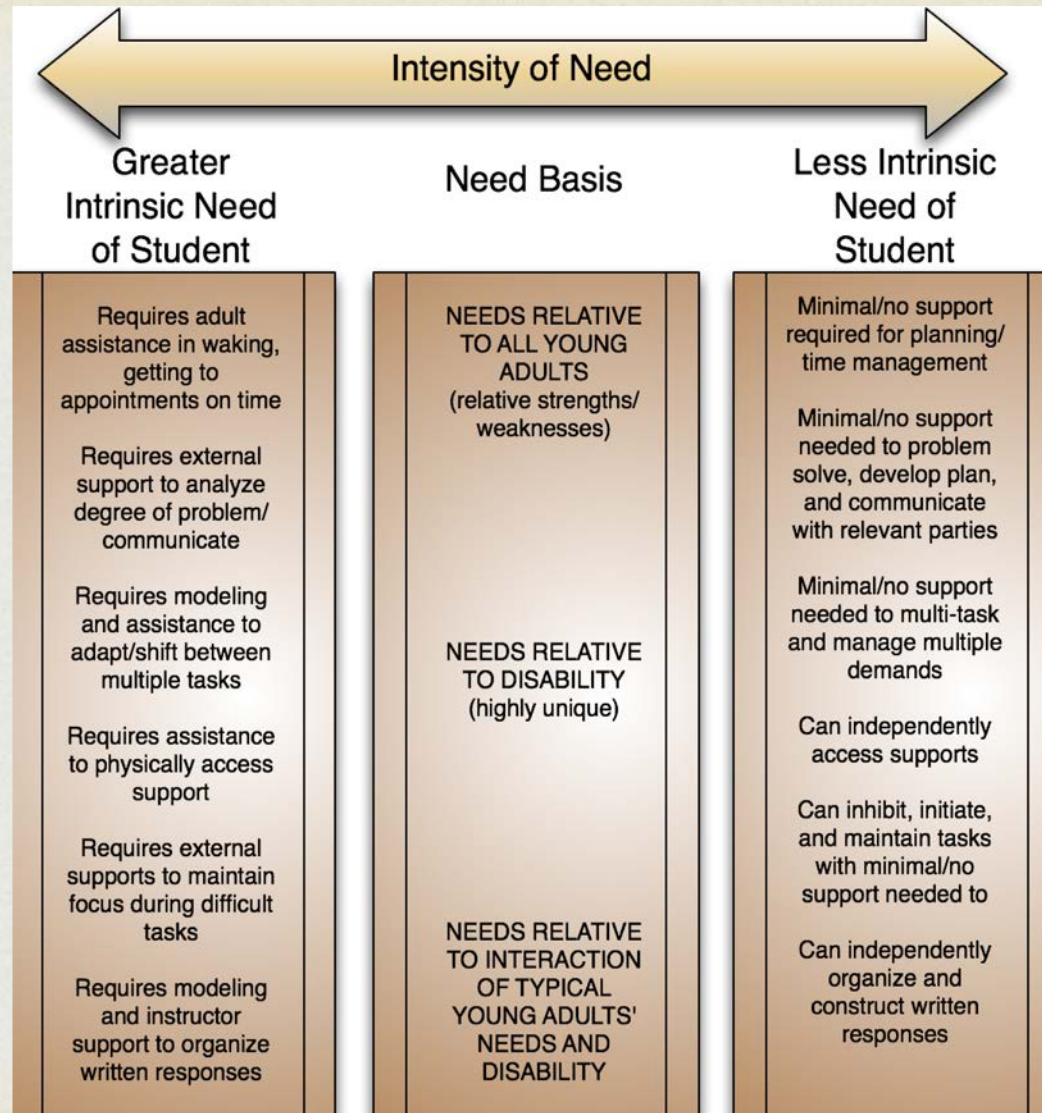 Intensity of Need
Greater
Intrinsic Need
of Student
Requires adult
assistance in waking,
getting to
appointments on time
Requires external
support to analyze
degree of problem/
communicate
Requires modeling
and assistance to
adapt/shift between
multiple tasks
Requires assistance
to physically access
support
Requires external
supports to maintain
focus during difficult
tasks
Requires modeling
and instructor
support to organize
written responses
Need Basis
NEEDS RELATIVE
TO ALL YOUNG
ADULTS
(relative strengths/
weaknesses)
NEEDS RELATIVE
TO DISABILITY
(highly unique)
NEEDS RELATIVE
TO INTERACTION
OF TYPICAL
YOUNG ADULTS'
NEEDS AND
DISABILITY
Less Intrinsic
Need of
Student
Minimal/no support
required for planning/
time management
Minimal/no support
needed to problem
solve, develop plan,
and communicate
with relevant parties
Minimal/no support
needed to multi-task
and manage multiple
demands
Can independently
access supports
Can inhibit, initiate,
and maintain tasks
with minimal/no
support needed to
Can independently
organize and
construct written
responses